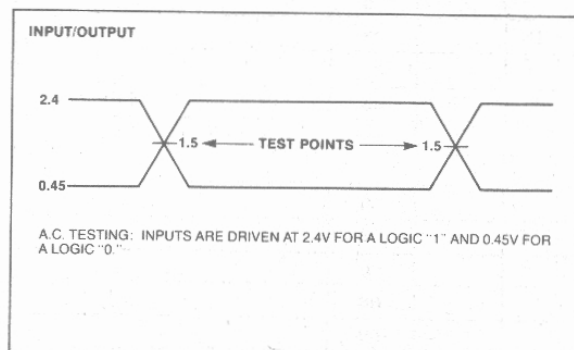 INPUT/OUTPUT
2.4
1.5 TEST POINTS 1.5
0.45
A.C. TESTING: INPUTS ARE DRIVEN AT 2.4V FOR A LOGIC "1" AND 0.45V FOR
A LOGIC "0."